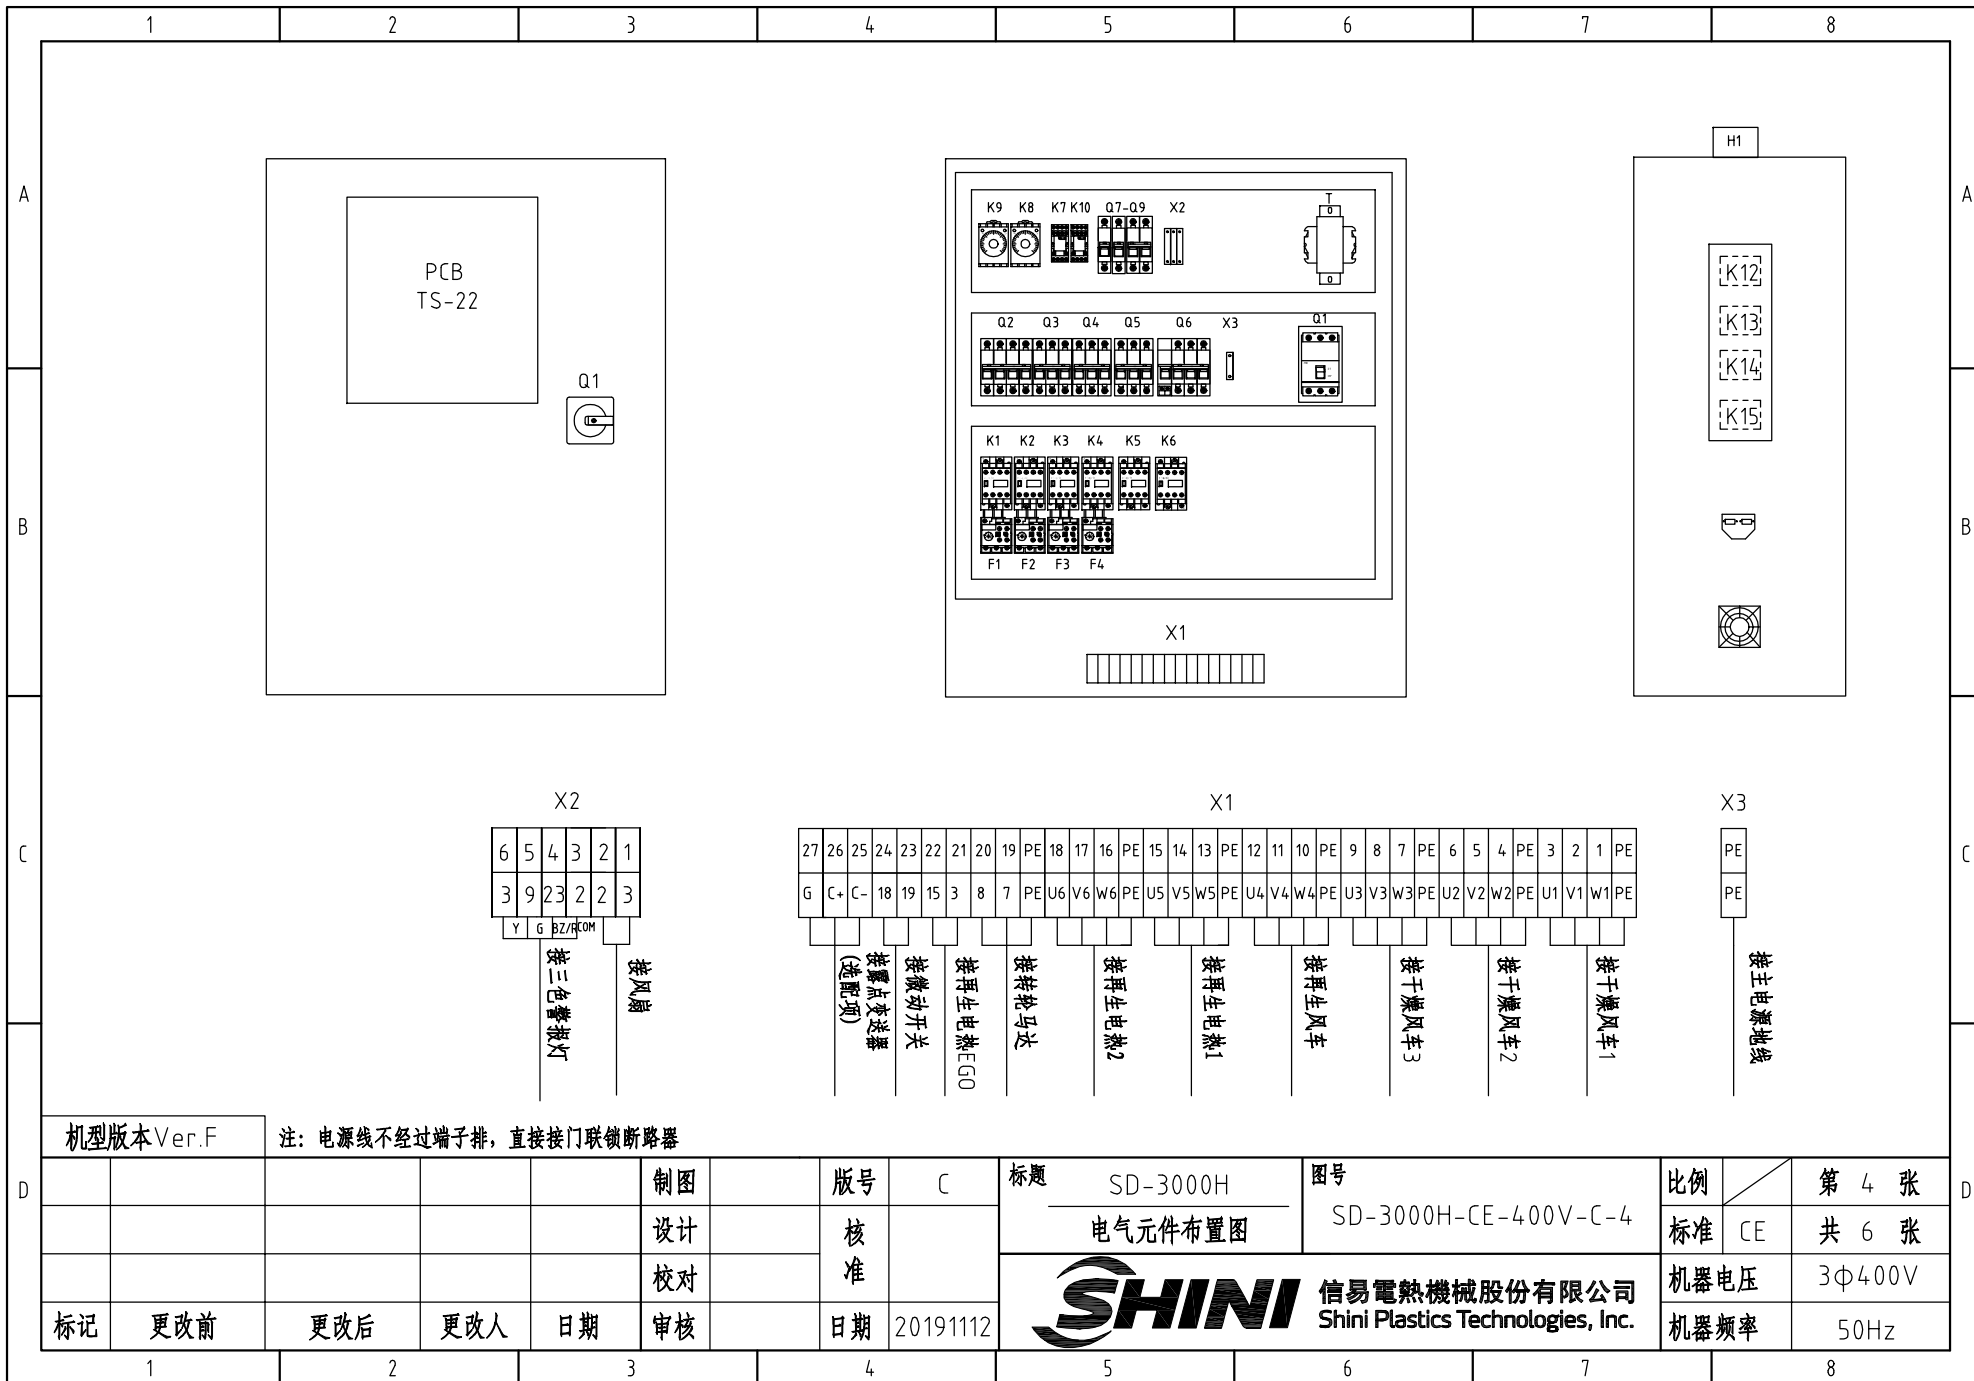 1 2 3 4 5 6 7 8
A A
H1
K9 K8 K7 K10 Q7-Q9 X2 T
PCB
TS-22
K12
K13
K14
K15
Q2 Q3 Q4 Q5 Q6 X3 Q1
Q1
K1 K2 K3 K4 K5 K6
B B
F1 F2 F3 F4
X1
X2 X1 X3
C C
6 5 4 3 2 1
3 9 23 2 2 3
Y G BZ/R COM
27 26 25 24 23 22 21 20 19 PE 18 17 16 PE 15 14 13 PE 12 11 10 PE 9 8 7 PE 6 5 4 PE 3 2 1 PE
G C+ C- 18 19 15 3 8 7 PE U6 V6 W6 PE U5 V5 W5 PE U4 V4 W4 PE U3 V3 W3 PE U2 V2 W2 PE U1 V1 W1 PE
PE
PE
接三色警报灯
接风扇
接露点变送器
(选配项)
接微动开关
接再生电热EGO
接转轮马达
接再生电热2
接再生电热1
接再生风车
接干燥风车3
接干燥风车2
接干燥风车1
接主电源地线
机型版本Ver.F
注：电源线不经过端子排，直接接门联锁断路器
D D
制图 版号 C
设计 核准
校对
标记 更改前 更改后 更改人 日期 审核 日期 20191112
标题 SD-3000H
电气元件布置图
图号
SD-3000H-CE-400V-C-4
比例 第 4 张
标准 CE 共 6 张
机器电压 3Φ400V
机器频率 50Hz
SHINI
信易電熱機械股份有限公司
Shini Plastics Technologies, Inc.
1 2 3 4 5 6 7 8